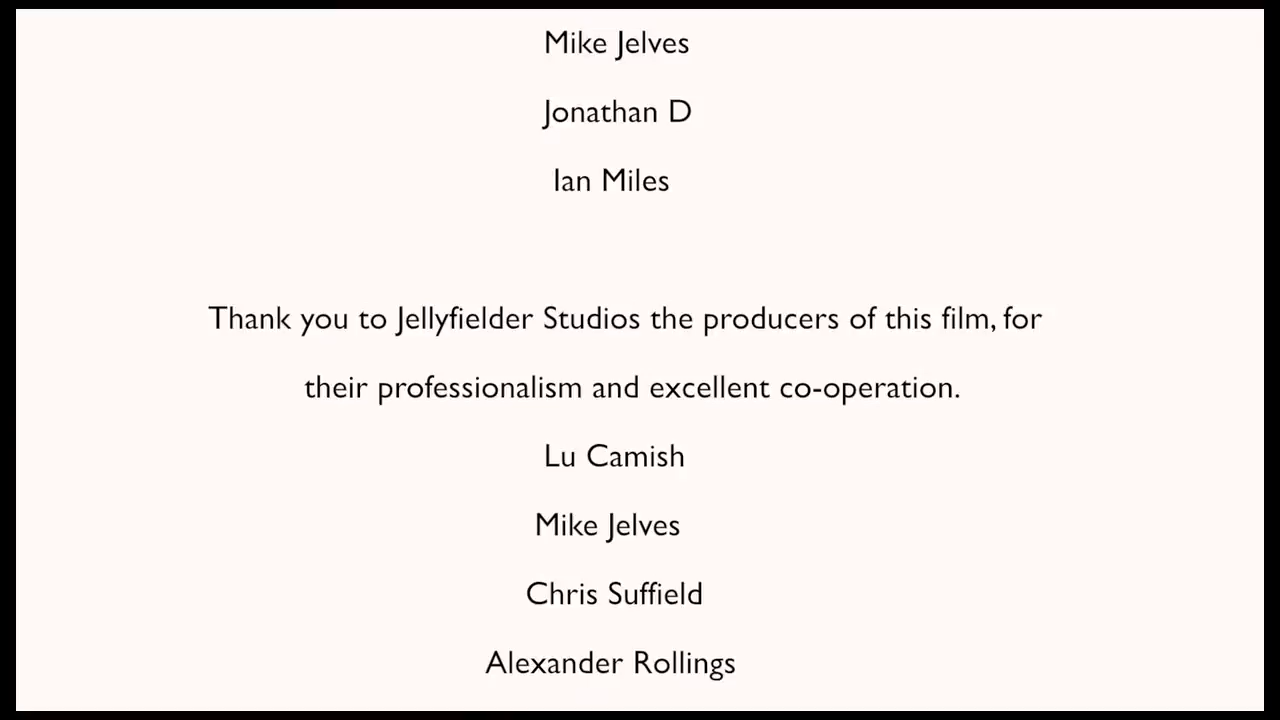 Mike Jelves
Jonathan D
Ian Miles
Thank you to Jellyfielder Studios the producers of this film, for
their professionalism and excellent co-operation.
Lu Camish
Mike Jelves
Chris Suffield
Alexander Rollings